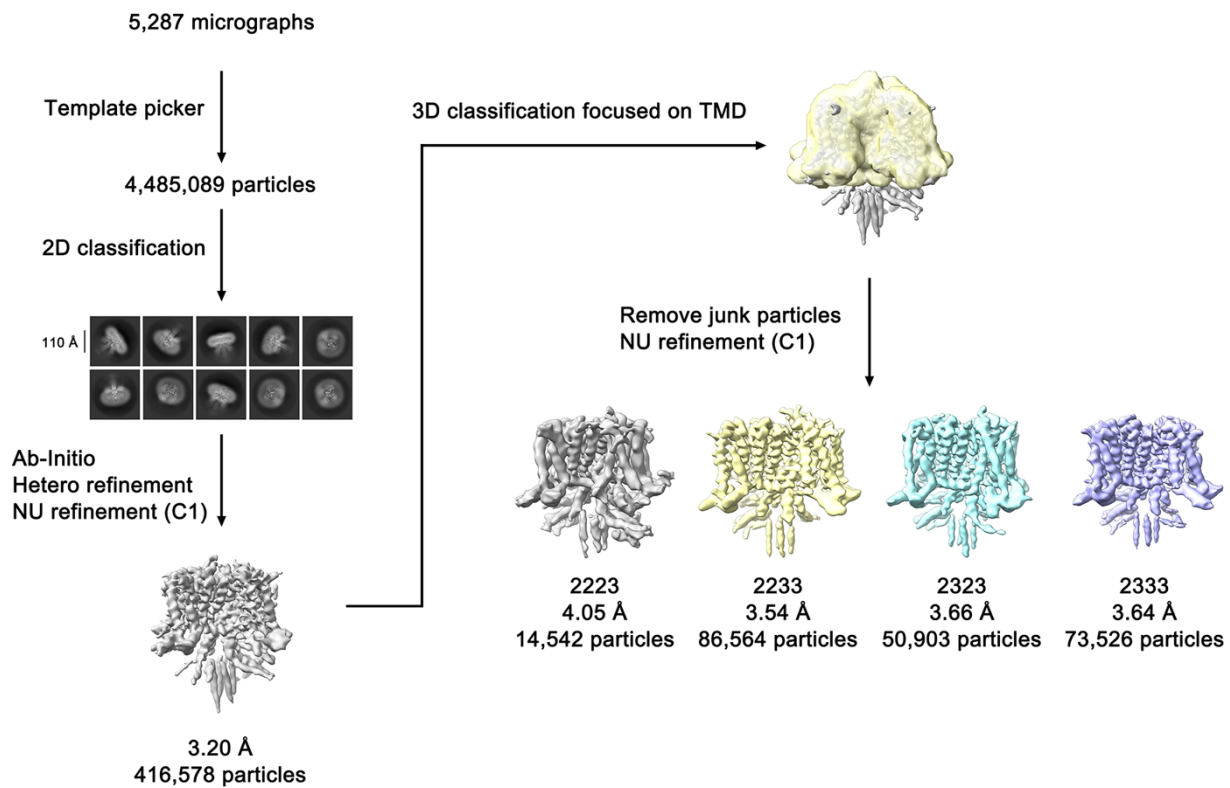 5,287 micrographs
Template picker
4,485,089 particles
2D classification
110 Å
Ab-Initio
Hetero refinement
NU refinement (C1)
3.20 Å
416,578 particles
3D classification focused on TMD
Remove junk particles
NU refinement (C1)
2223
4.05 Å
14,542 particles
2233
3.54 Å
86,564 particles
2323
3.66 Å
50,903 particles
2333
3.64 Å
73,526 particles